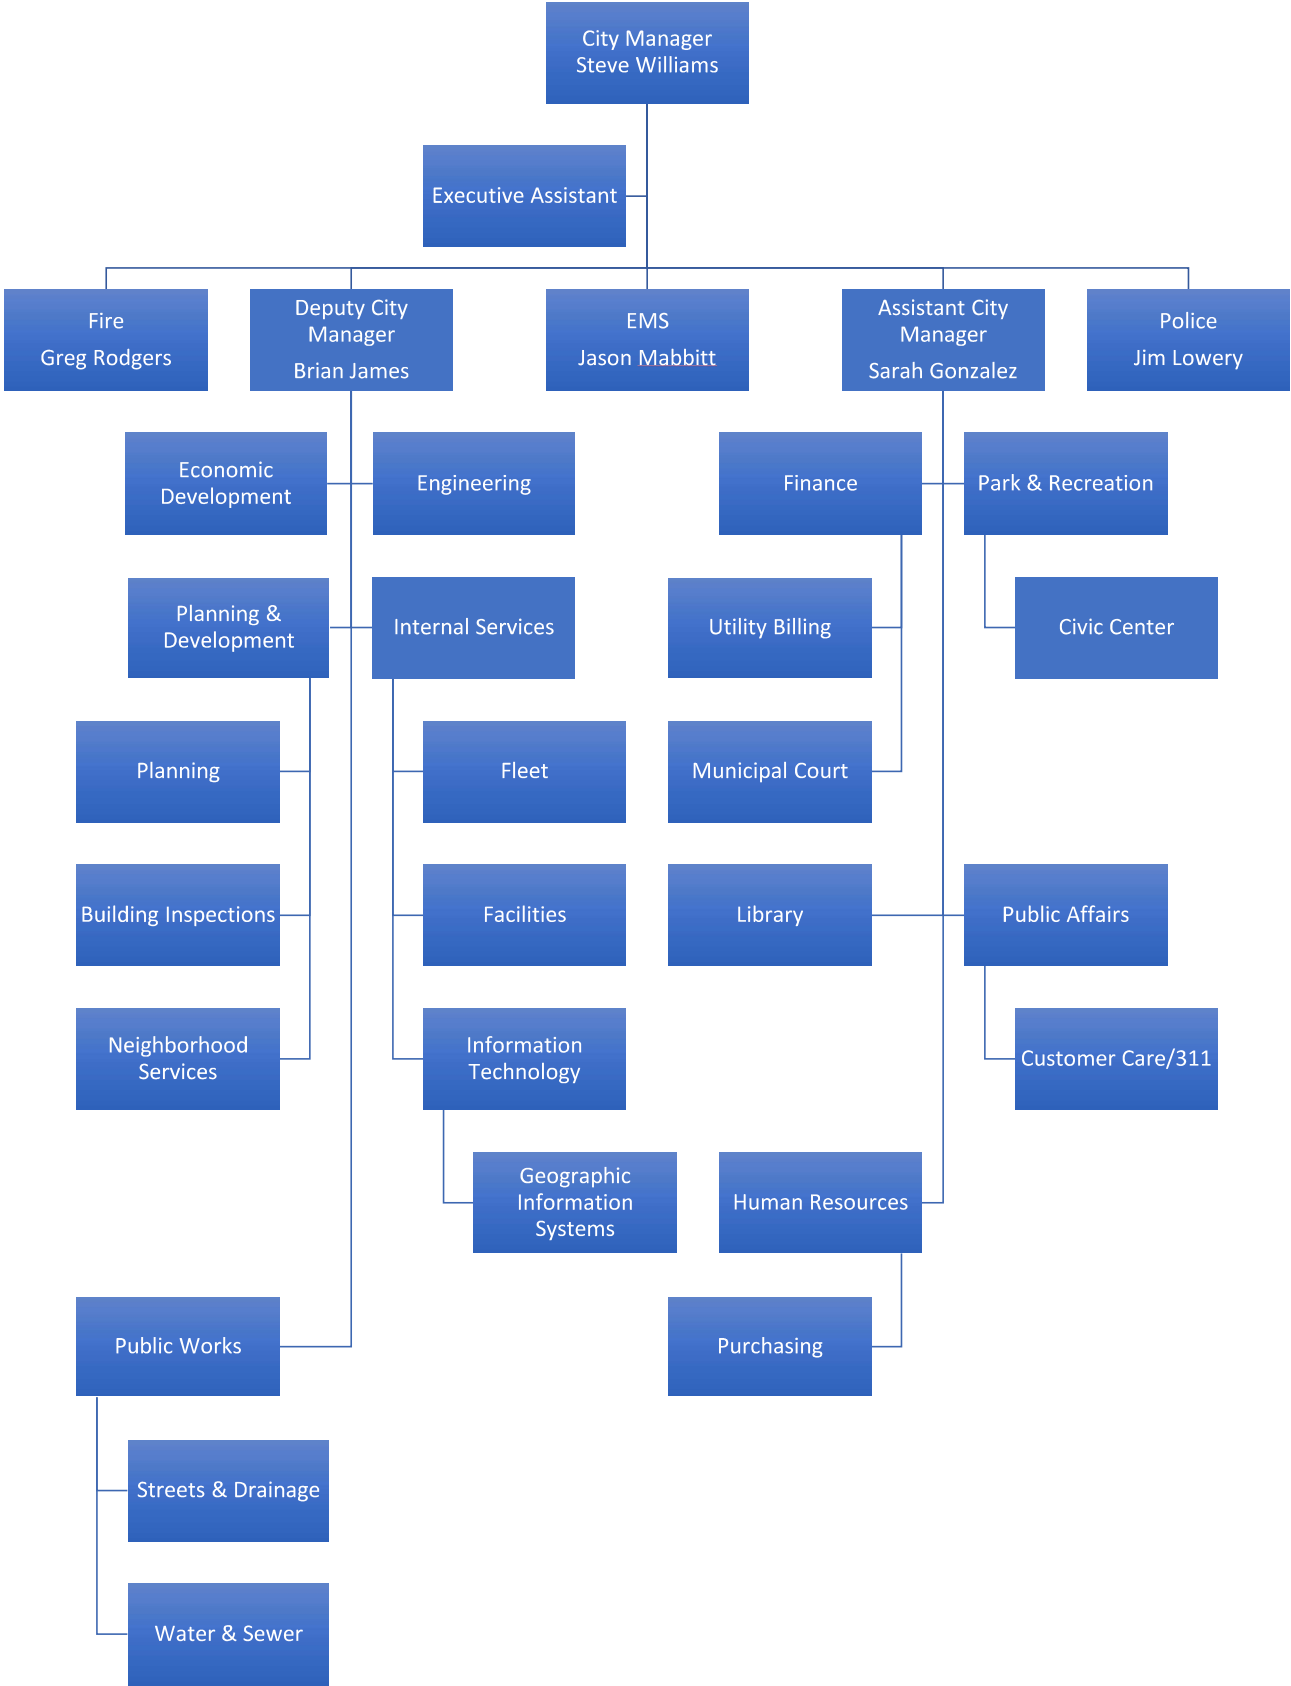 City Manager
Steve Williams
Executive Assistant
Fire
Greg Rodgers
Deputy City
Manager
Brian James
EMS
Jason Mabbitt
Assistant City
Manager
Sarah Gonzalez
Police
Jim Lowery
Economic
Development
Engineering
Finance
Park & Recreation
Planning &
Development
Internal Services
Utility Billing
Civic Center
Planning
Fleet
Municipal Court
Building Inspections
Facilities
Library
Public Affairs
Neighborhood
Services
Information
Technology
Customer Care/311
Geographic
Information
Systems
Human Resources
Public Works
Purchasing
Streets & Drainage
Water & Sewer